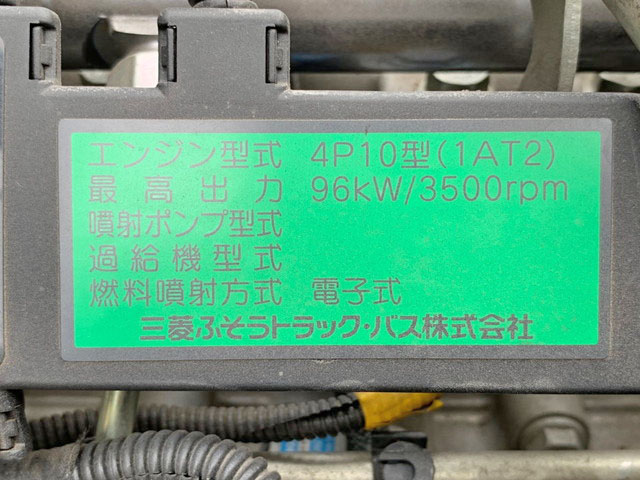 エンジン型式 4P10型(1AT2)
最高出力 96kW/3500rpm
噴射ポンプ型式
過給機型式
燃料噴射方式 電子式
三菱ふそうトラック・バス株式会社